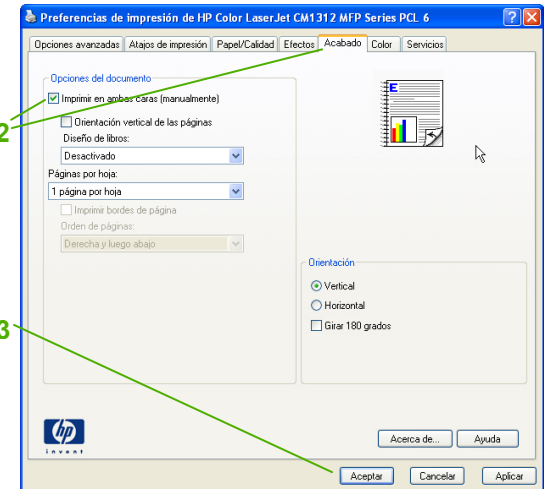 Preferencias de impresión de HP Color LaserJet CM1312 MFP Series PCL 6
Opciones avanzadas Atajos de impresión Papel/Calidad Efectos Acabado Color Servicios
Opciones del documento
Imprimir en ambas caras (manualmente)
2
Orientación vertical de las páginas
Diseño de libros:
Desactivado
Páginas por hoja:
1 página por hoja
Imprimir bordes de página
Orden de páginas:
Derecha y luego abajo
E
Orientación
Vertical
Horizontal
Girar 180 grados
3
hp
invent
Acerca de... Ayuda
Aceptar Cancelar Aplicar